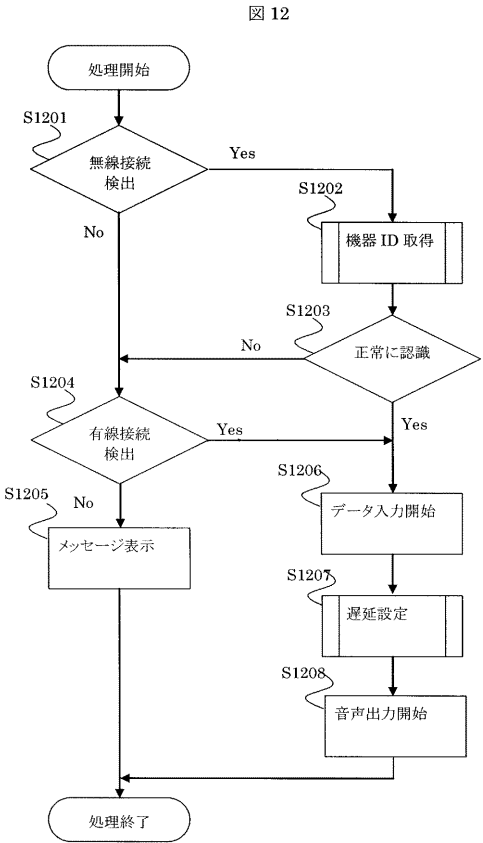 図 12
処理開始
S1201
無線接続
検出
Yes
No
S1202
機器 ID 取得
S1203
正常に認識
No
Yes
S1204
有線接続
検出
Yes
No
S1205
メッセージ表示
S1206
データ入力開始
S1207
遅延設定
S1208
音声出力開始
処理終了